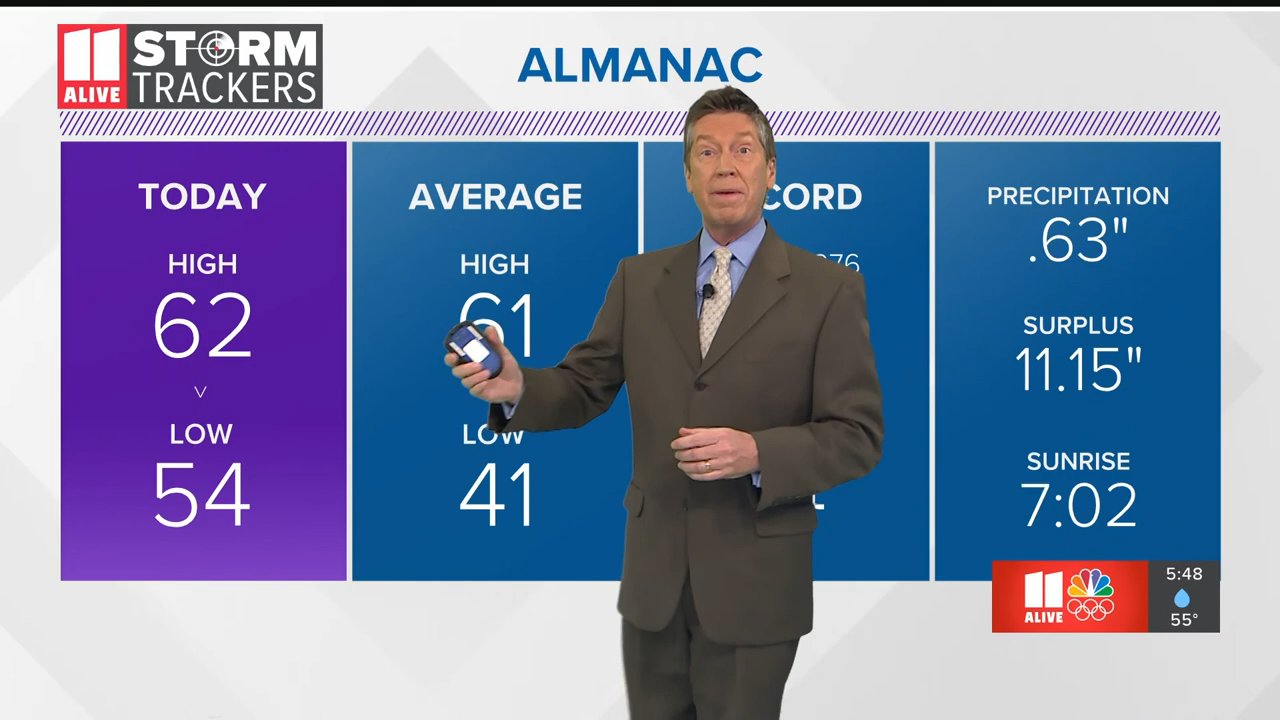 11
ALIVE
STORM
TRACKERS
ALMANAC
TODAY
HIGH
62
LOW
54
AVERAGE
HIGH
61
LOW
41
PRECIPITATION
.63"
SURPLUS
11.15"
SUNRISE
7:02
11
ALIVE
5:48
55°